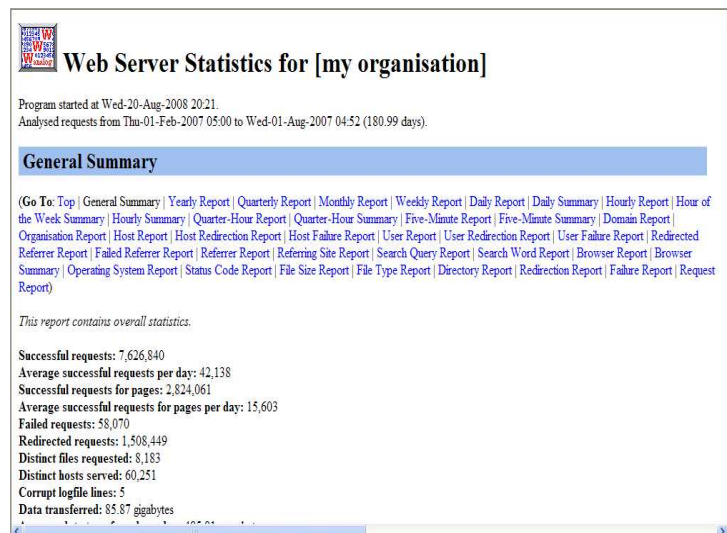 Web Server Statistics for [my organisation]
Program started at Wed-20-Aug-2008 20:21.
Analysed requests from Thu-01-Feb-2007 05:00 to Wed-01-Aug-2007 04:52 (180.99 days).
General Summary
(Go To: Top | General Summary | Yearly Report | Quarterly Report | Monthly Report | Weekly Report | Daily Report | Daily Summary | Hourly Report | Hour of
the Week Summary | Hourly Summary | Quarter-Hour Report | Quarter-Hour Summary | Five-Minute Report | Five-Minute Summary | Domain Report |
Organisation Report | Host Report | Host Redirection Report | Host Failure Report | User Report | User Redirection Report | User Failure Report | Redirected
Referrer Report | Failed Referrer Report | Referrer Report | Referring Site Report | Search Query Report | Search Word Report | Browser Report | Browser
Summary | Operating System Report | Status Code Report | File Size Report | File Type Report | Directory Report | Redirection Report | Failure Report | Request
Report)
This report contains overall statistics.
Successful requests: 7,626,840
Average successful requests per day: 42,138
Successful requests for pages: 2,824,061
Average successful requests for pages per day: 15,603
Failed requests: 58,070
Redirected requests: 1,508,449
Distinct files requested: 8,183
Distinct hosts served: 60,251
Corrupt logfile lines: 5
Data transferred: 85.87 gigabytes